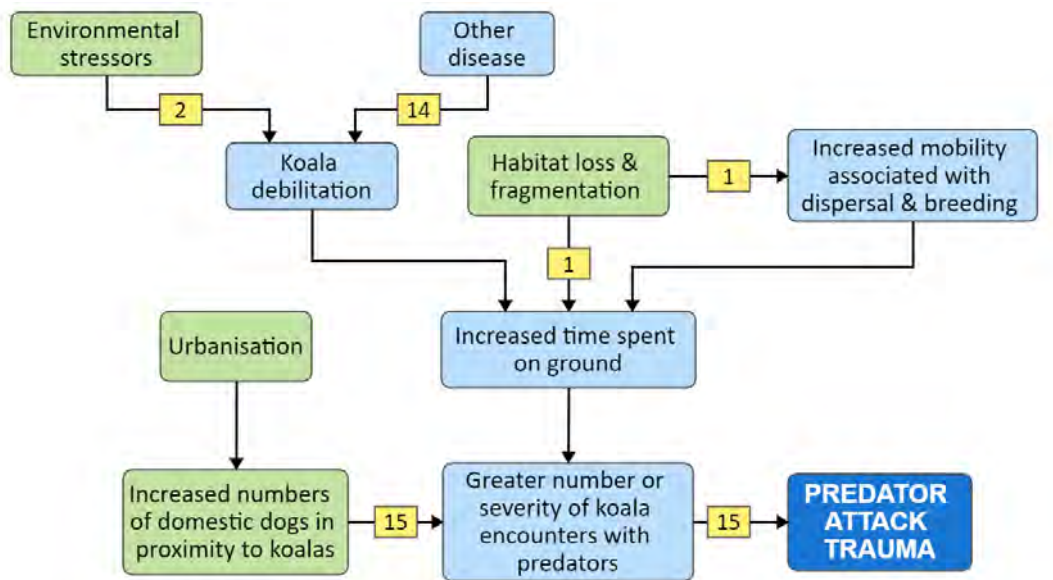 Environmental
stressors
Other
disease
2
14
Koala
debilitation
Habitat loss &
fragmentation
1
Increased mobility
associated with
dispersal & breeding
1
Urbanisation
Increased time spent
on ground
Increased numbers
of domestic dogs in
proximity to koalas
15
Greater number or
severity of koala
encounters with
predators
15
PREDATOR
ATTACK
TRAUMA